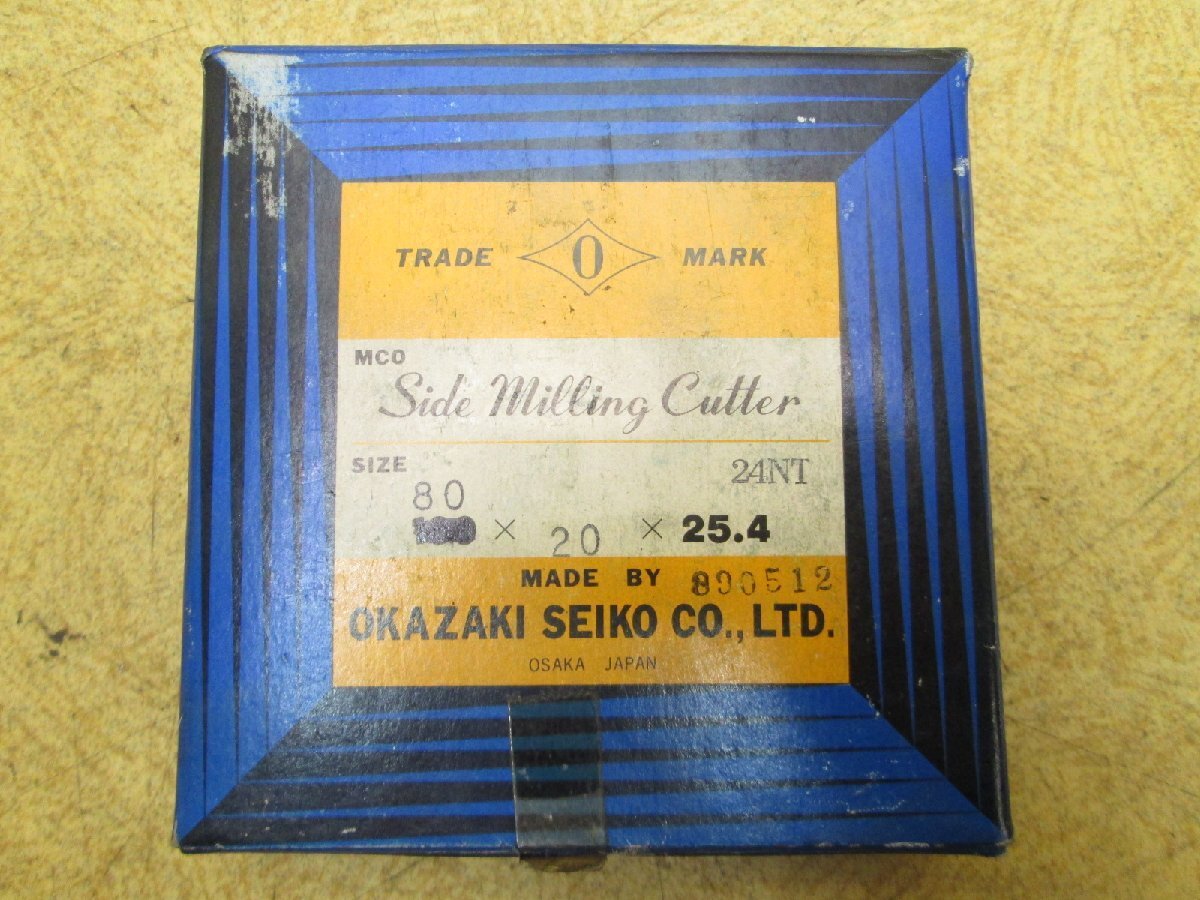 TRADE O MARK
MCO
Side Milling Cutter
SIZE 24NT
80
× 20 × 25.4
MADE BY 890512
OKAZAKI SEIKO CO., LTD.
OSAKA JAPAN